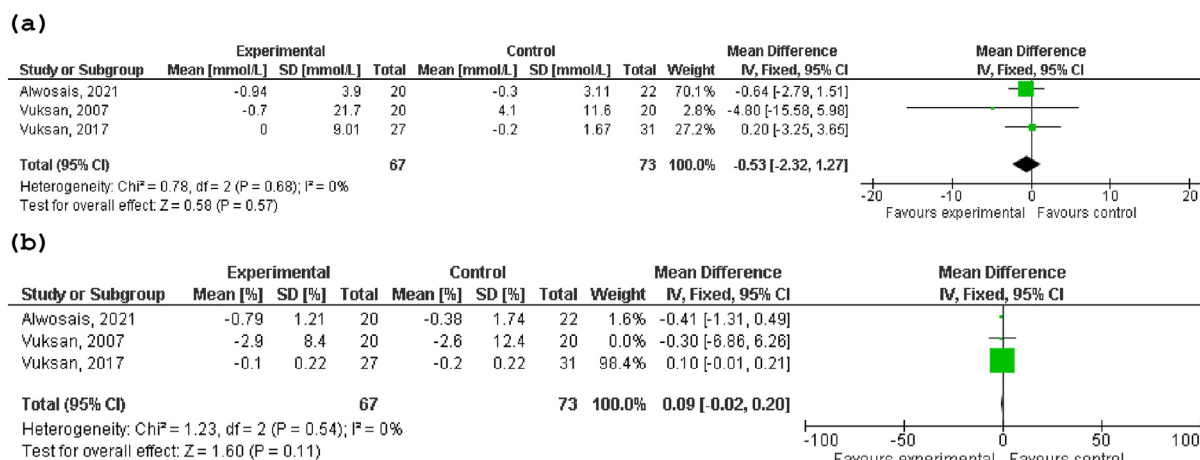 (a)
Experimental Control Mean Difference Mean Difference
Study or Subgroup Mean [mmol/L] SD [mmol/L] Total Mean [mmol/L] SD [mmol/L] Total Weight IV, Fixed, 95% CI IV, Fixed, 95% CI
Alwosais, 2021 -0.94 3.9 20 -0.3 3.11 22 70.1% -0.64 [-2.79, 1.51]
Vuksan, 2007 -0.7 21.7 20 4.1 11.6 20 2.8% -4.80 [-15.58, 5.98]
Vuksan, 2017 0 9.01 27 -0.2 1.67 31 27.2% 0.20 [-3.25, 3.65]
Total (95% CI) 67 73 100.0% -0.53 [-2.32, 1.27]
Heterogeneity: Chi² = 0.78, df = 2 (P = 0.68); I² = 0%
Test for overall effect: Z = 0.58 (P = 0.57)
-20 -10 0 10 20
Favours experimental Favours control
(b)
Experimental Control Mean Difference Mean Difference
Study or Subgroup Mean [%] SD [%] Total Mean [%] SD [%] Total Weight IV, Fixed, 95% CI IV, Fixed, 95% CI
Alwosais, 2021 -0.79 1.21 20 -0.38 1.74 22 1.6% -0.41 [-1.31, 0.49]
Vuksan, 2007 -2.9 8.4 20 -2.6 12.4 20 0.0% -0.30 [-6.86, 6.26]
Vuksan, 2017 -0.1 0.22 27 -0.2 0.22 31 98.4% 0.10 [-0.01, 0.21]
Total (95% CI) 67 73 100.0% 0.09 [-0.02, 0.20]
Heterogeneity: Chi² = 1.23, df = 2 (P = 0.54); I² = 0%
Test for overall effect: Z = 1.60 (P = 0.11)
-100 -50 0 50 100
Favours experimental Favours control